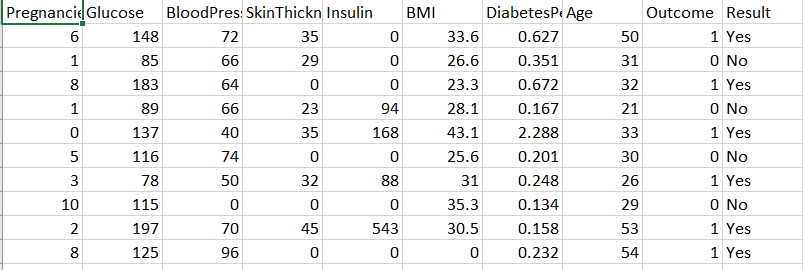 Pregnancie Glucose BloodPress SkinThickn Insulin BMI DiabetesPe Age Outcome Result
6 148 72 35 0 33.6 0.627 50 1 Yes
1 85 66 29 0 26.6 0.351 31 0 No
8 183 64 0 0 23.3 0.672 32 1 Yes
1 89 66 23 94 28.1 0.167 21 0 No
0 137 40 35 168 43.1 2.288 33 1 Yes
5 116 74 0 0 25.6 0.201 30 0 No
3 78 50 32 88 31 0.248 26 1 Yes
10 115 0 0 0 35.3 0.134 29 0 No
2 197 70 45 543 30.5 0.158 53 1 Yes
8 125 96 0 0 0 0.232 54 1 Yes